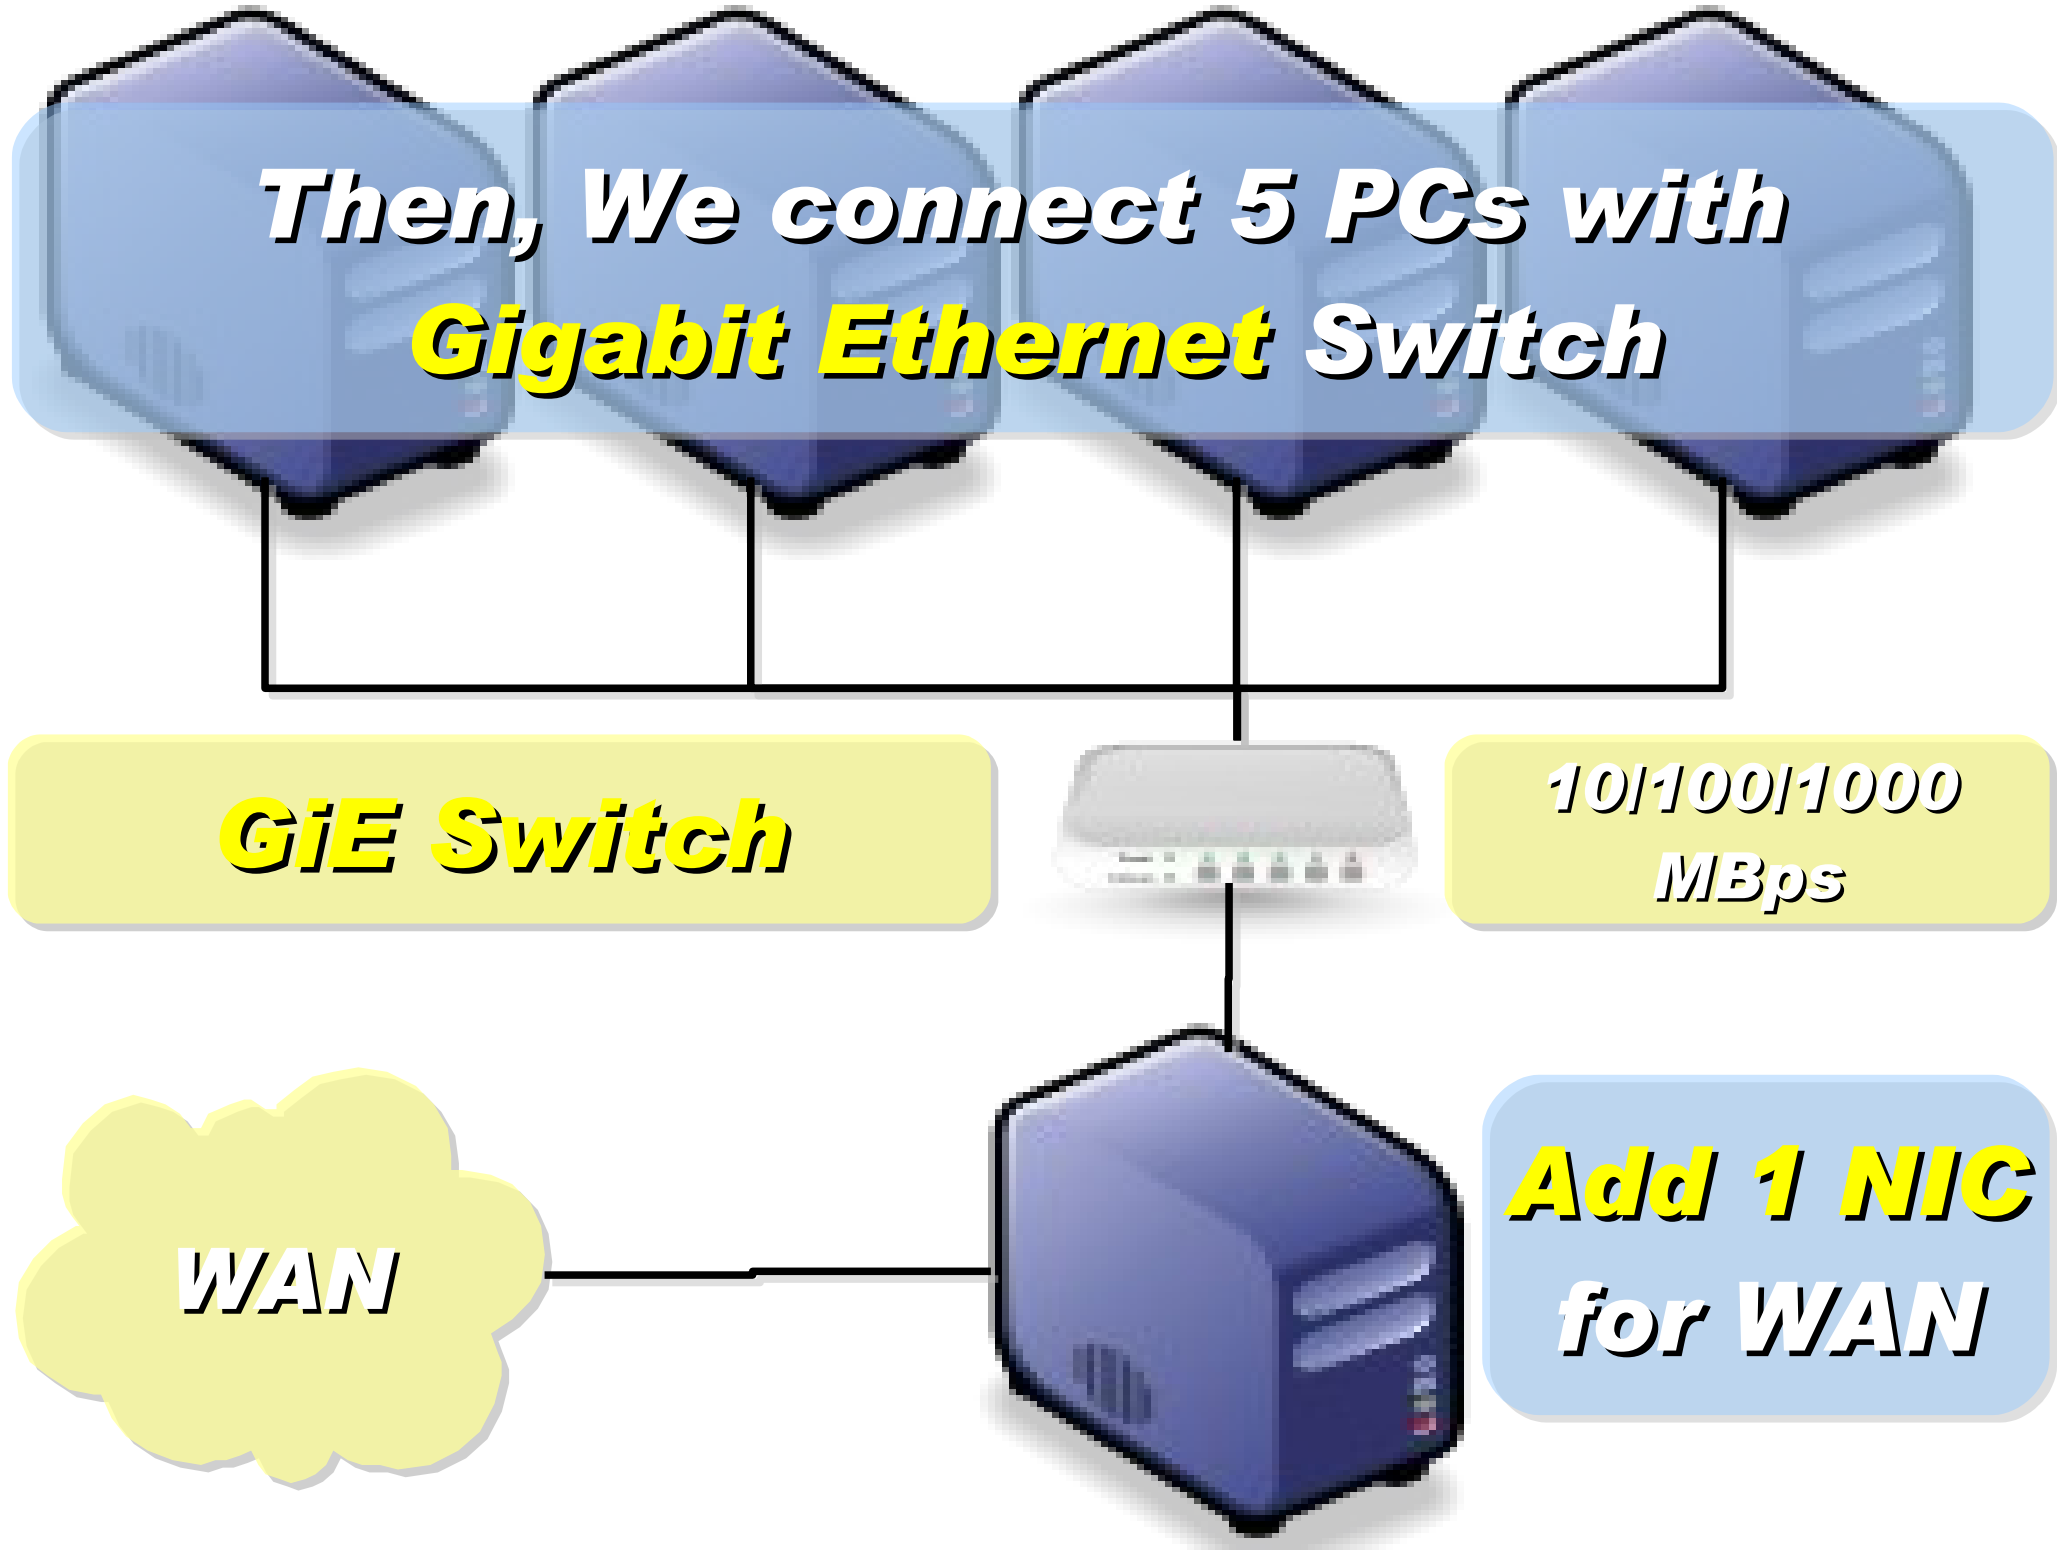 Then, We connect 5 PCs with
Gigabit Ethernet Switch
GiE Switch
10/100/1000
MBps
WAN
Add 1 NIC
for WAN